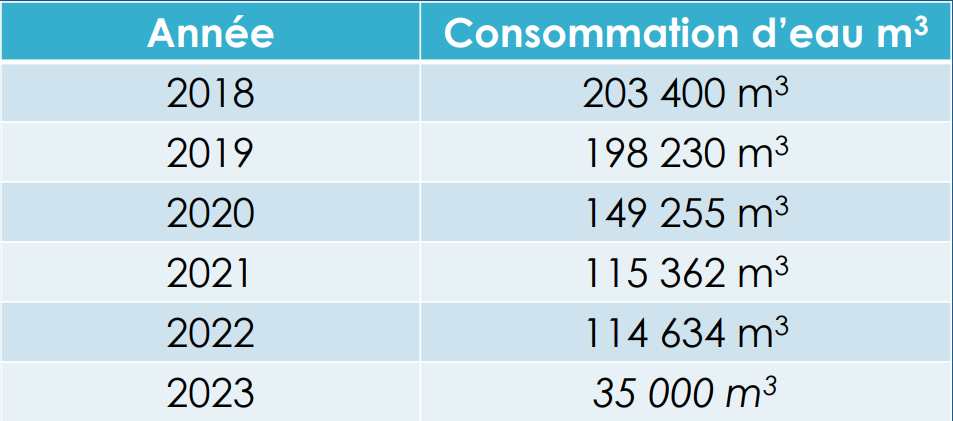 Année Consommation d’eau m³
2018 203 400 m³
2019 198 230 m³
2020 149 255 m³
2021 115 362 m³
2022 114 634 m³
2023 35 000 m³